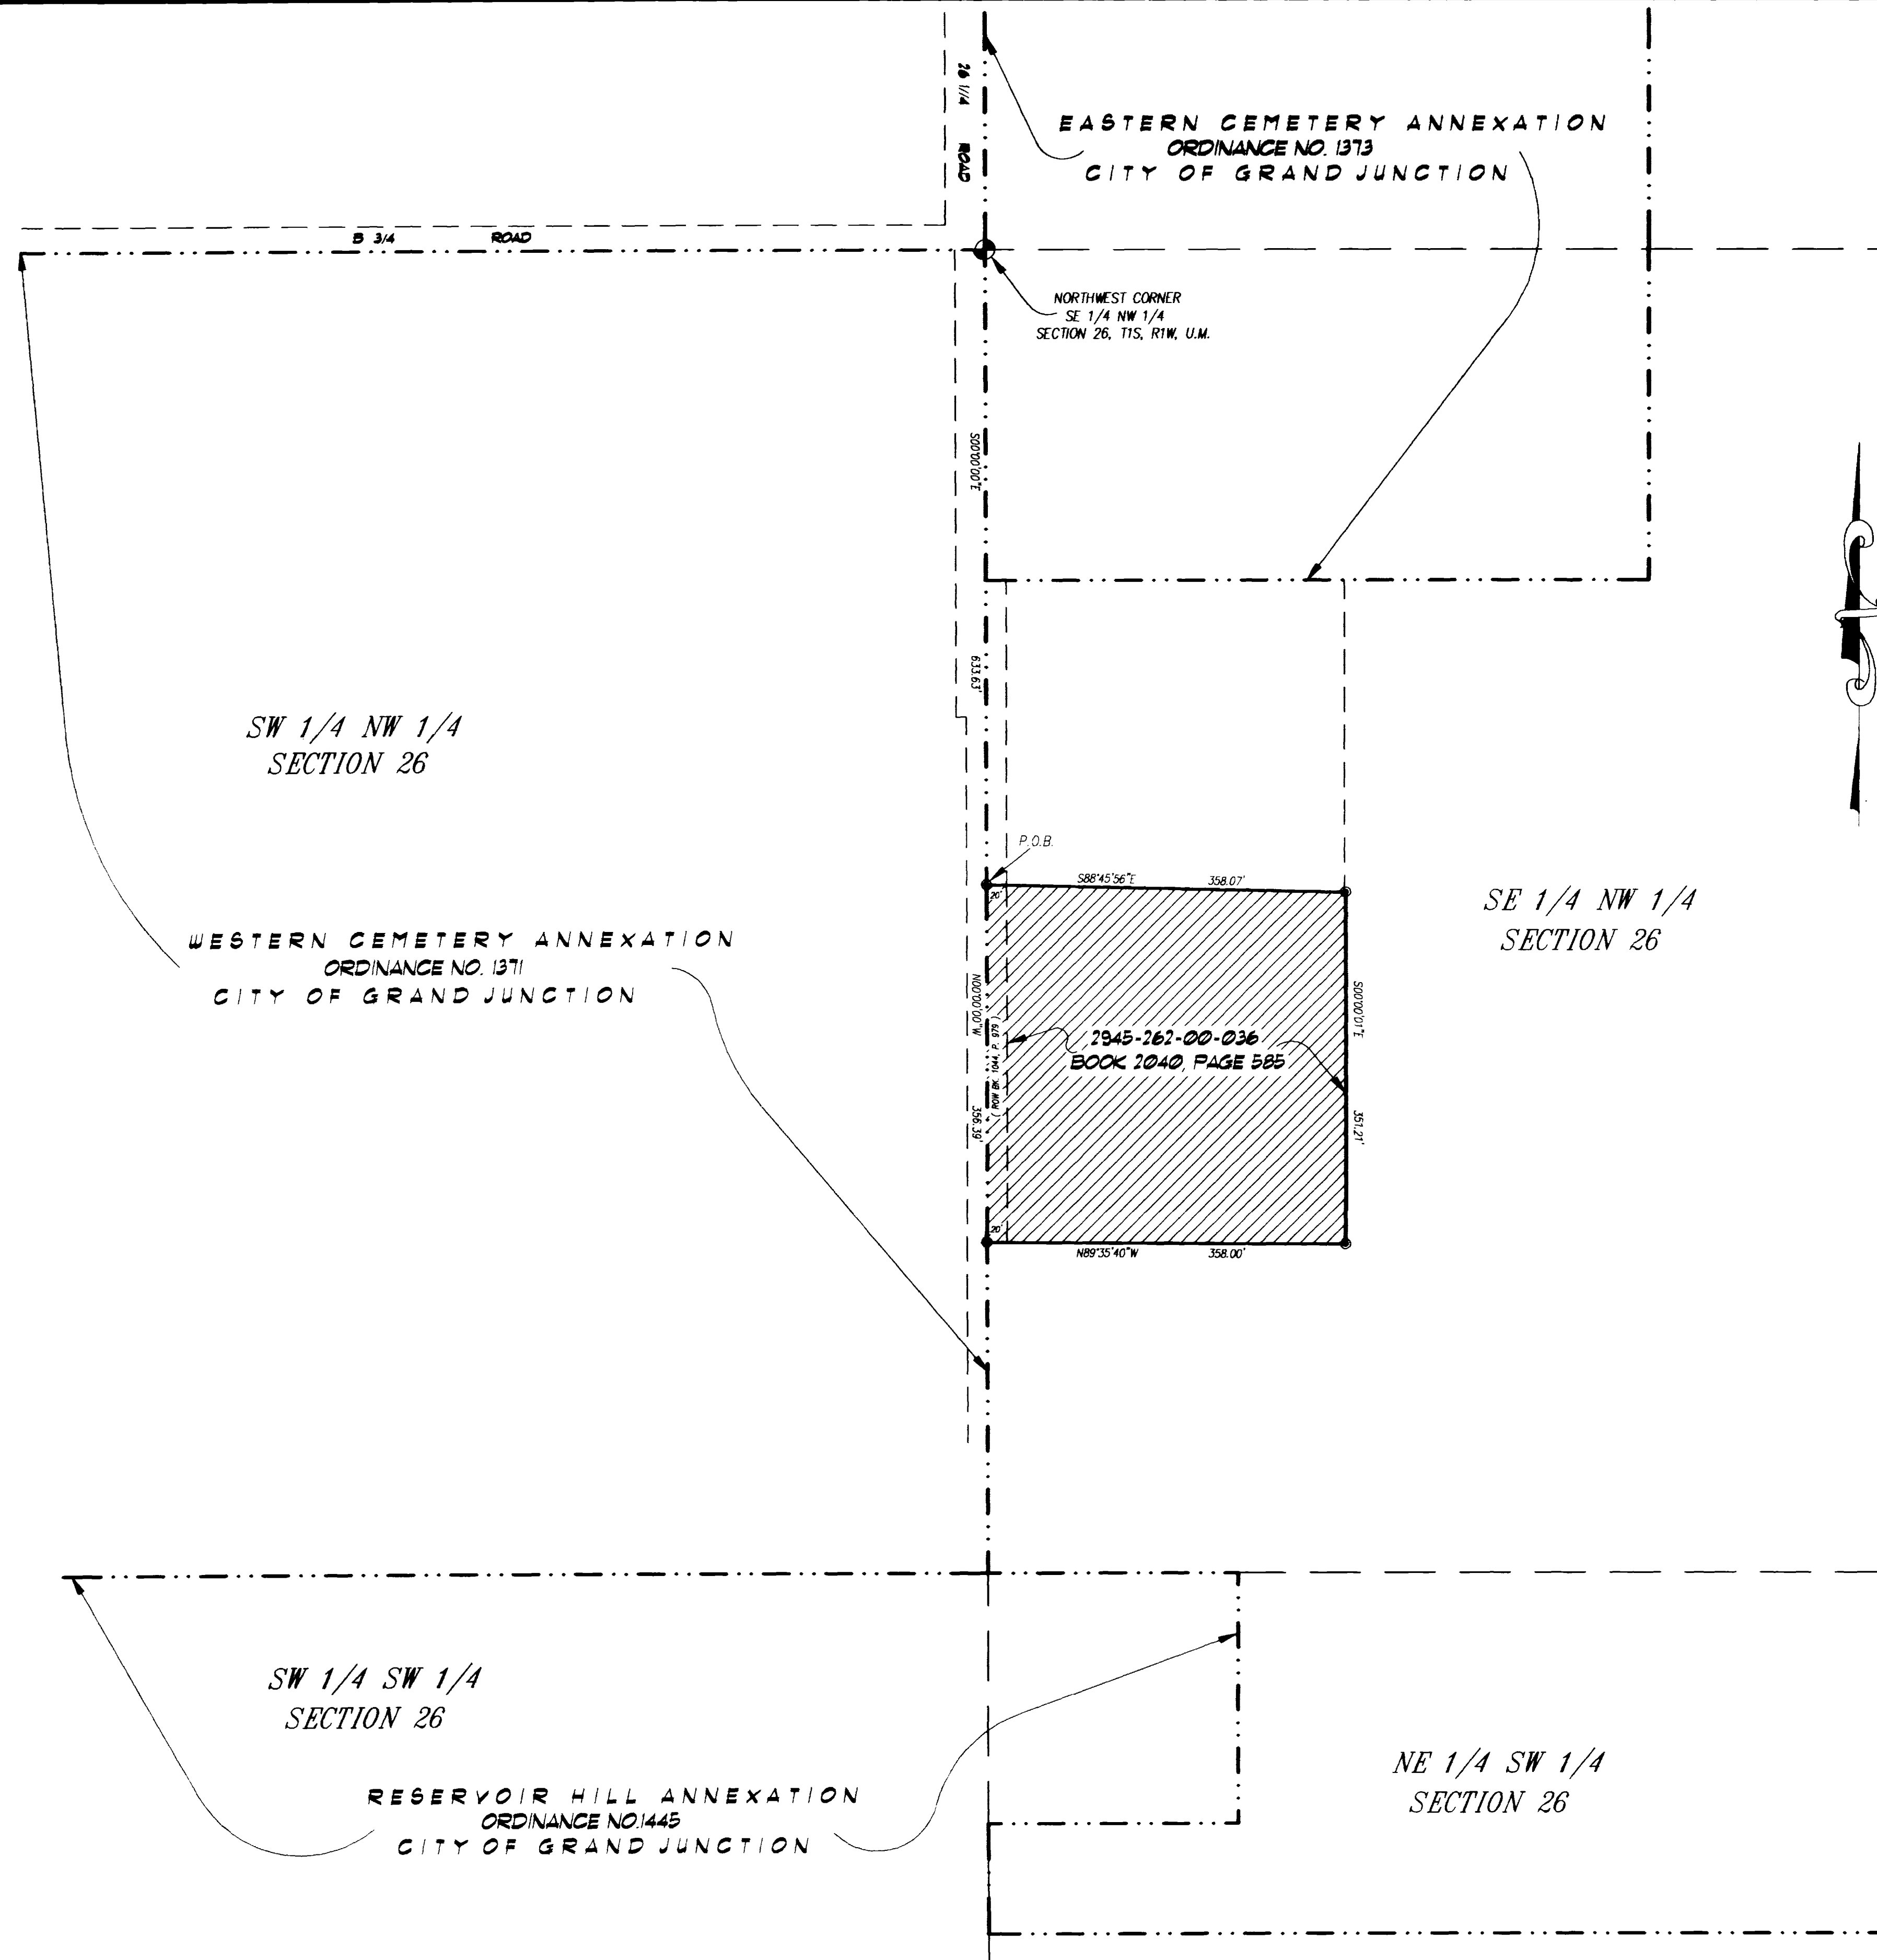 26 1/4 ROAD
EASTERN CEMETERY ANNEXATION
ORDINANCE NO. 1373
CITY OF GRAND JUNCTION
B 3/4 ROAD
NORTHWEST CORNER
SE 1/4 NW 1/4
SECTION 26, T1S, R1W, U.M.
S00°00'00"E
633.63'
SW 1/4 NW 1/4
SECTION 26
P.O.B.
S88°45'56"E 358.07'
20'
SE 1/4 NW 1/4
SECTION 26
WESTERN CEMETERY ANNEXATION
ORDINANCE NO. 1371
CITY OF GRAND JUNCTION
N00°00'00"W
356.39'
( ROW BK. 1044, P. 979 )
2945-262-00-036
BOOK 2040, PAGE 585
S00°00'01"E
351.21'
20'
N89°35'40"W 358.00'
SW 1/4 SW 1/4
SECTION 26
NE 1/4 SW 1/4
SECTION 26
RESERVOIR HILL ANNEXATION
ORDINANCE NO.1445
CITY OF GRAND JUNCTION